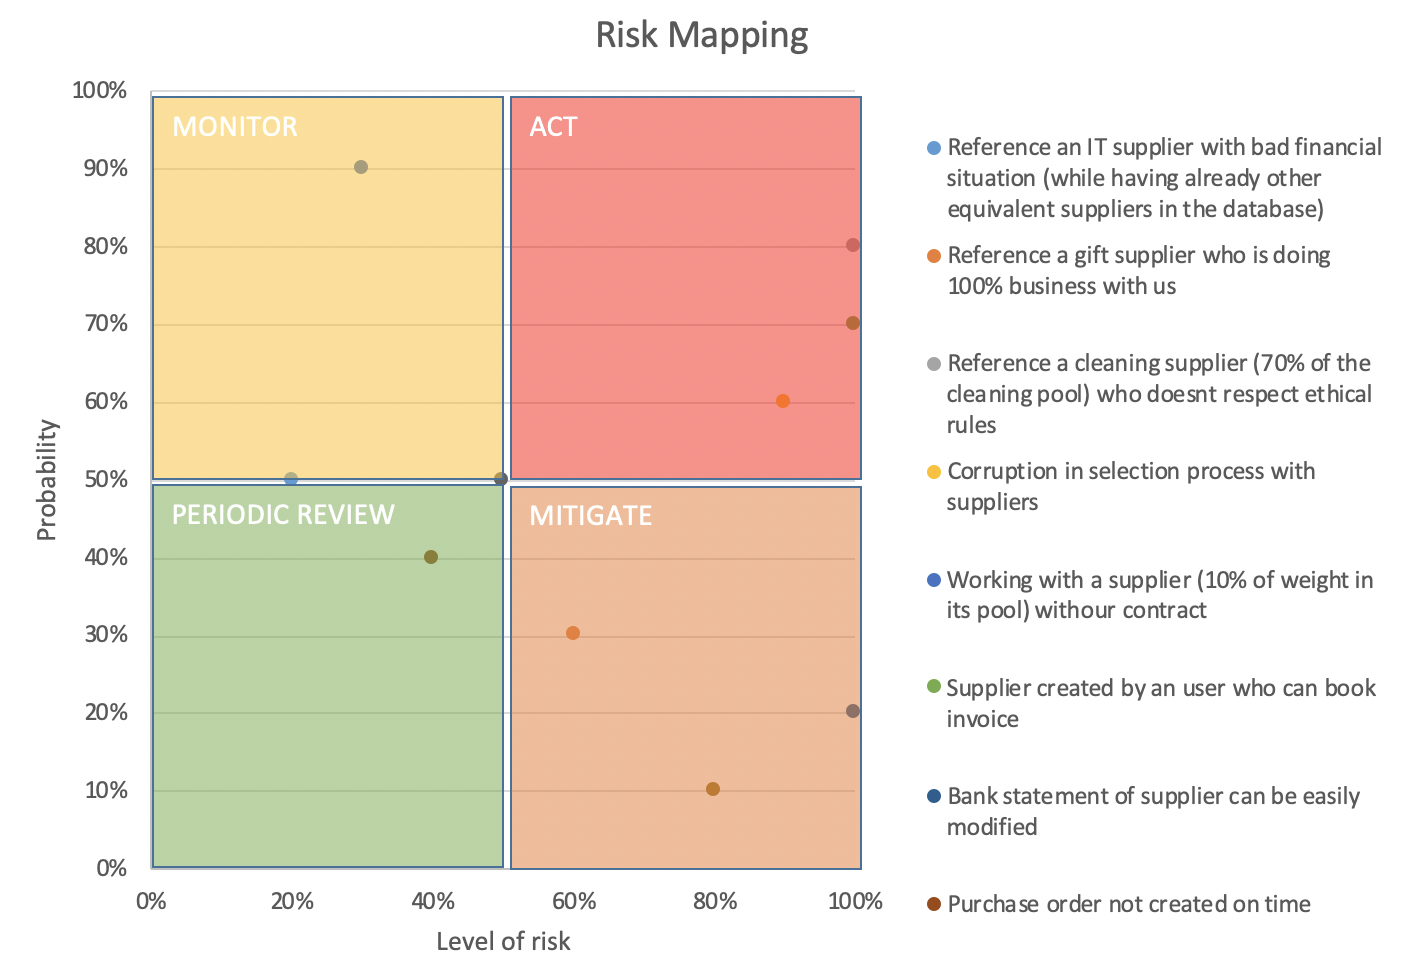 Risk Mapping
100%
90%
80%
70%
60%
50%
40%
30%
20%
10%
0%
Probability
MONITOR
ACT
PERIODIC REVIEW
MITIGATE
0%
20%
40%
60%
80%
100%
Level of risk
Reference an IT supplier with bad financial
situation (while having already other
equivalent suppliers in the database)
Reference a gift supplier who is doing
100% business with us
Reference a cleaning supplier (70% of the
cleaning pool) who doesnt respect ethical
rules
Corruption in selection process with
suppliers
Working with a supplier (10% of weight in
its pool) withour contract
Supplier created by an user who can book
invoice
Bank statement of supplier can be easily
modified
Purchase order not created on time